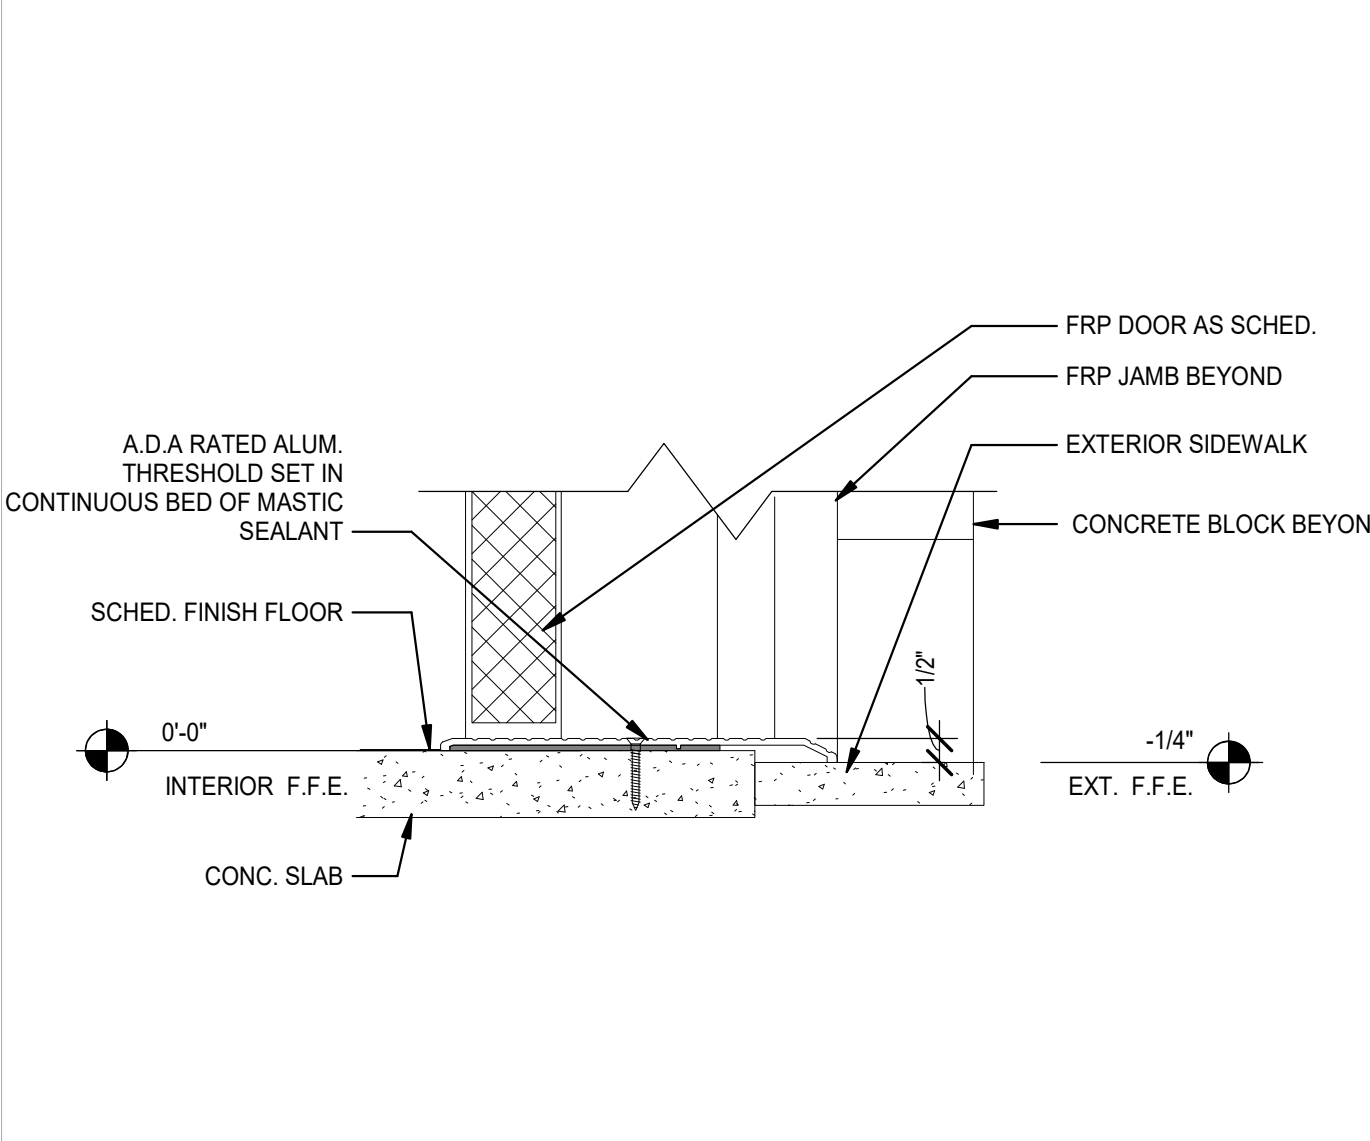 FRP DOOR AS SCHED.
FRP JAMB BEYOND
EXTERIOR SIDEWALK
CONCRETE BLOCK BEYON
A.D.A RATED ALUM.
THRESHOLD SET IN
CONTINUOUS BED OF MASTIC
SEALANT
SCHED. FINISH FLOOR
1/2"
0'-0"
INTERIOR F.F.E.
-1/4"
EXT. F.F.E.
CONC. SLAB